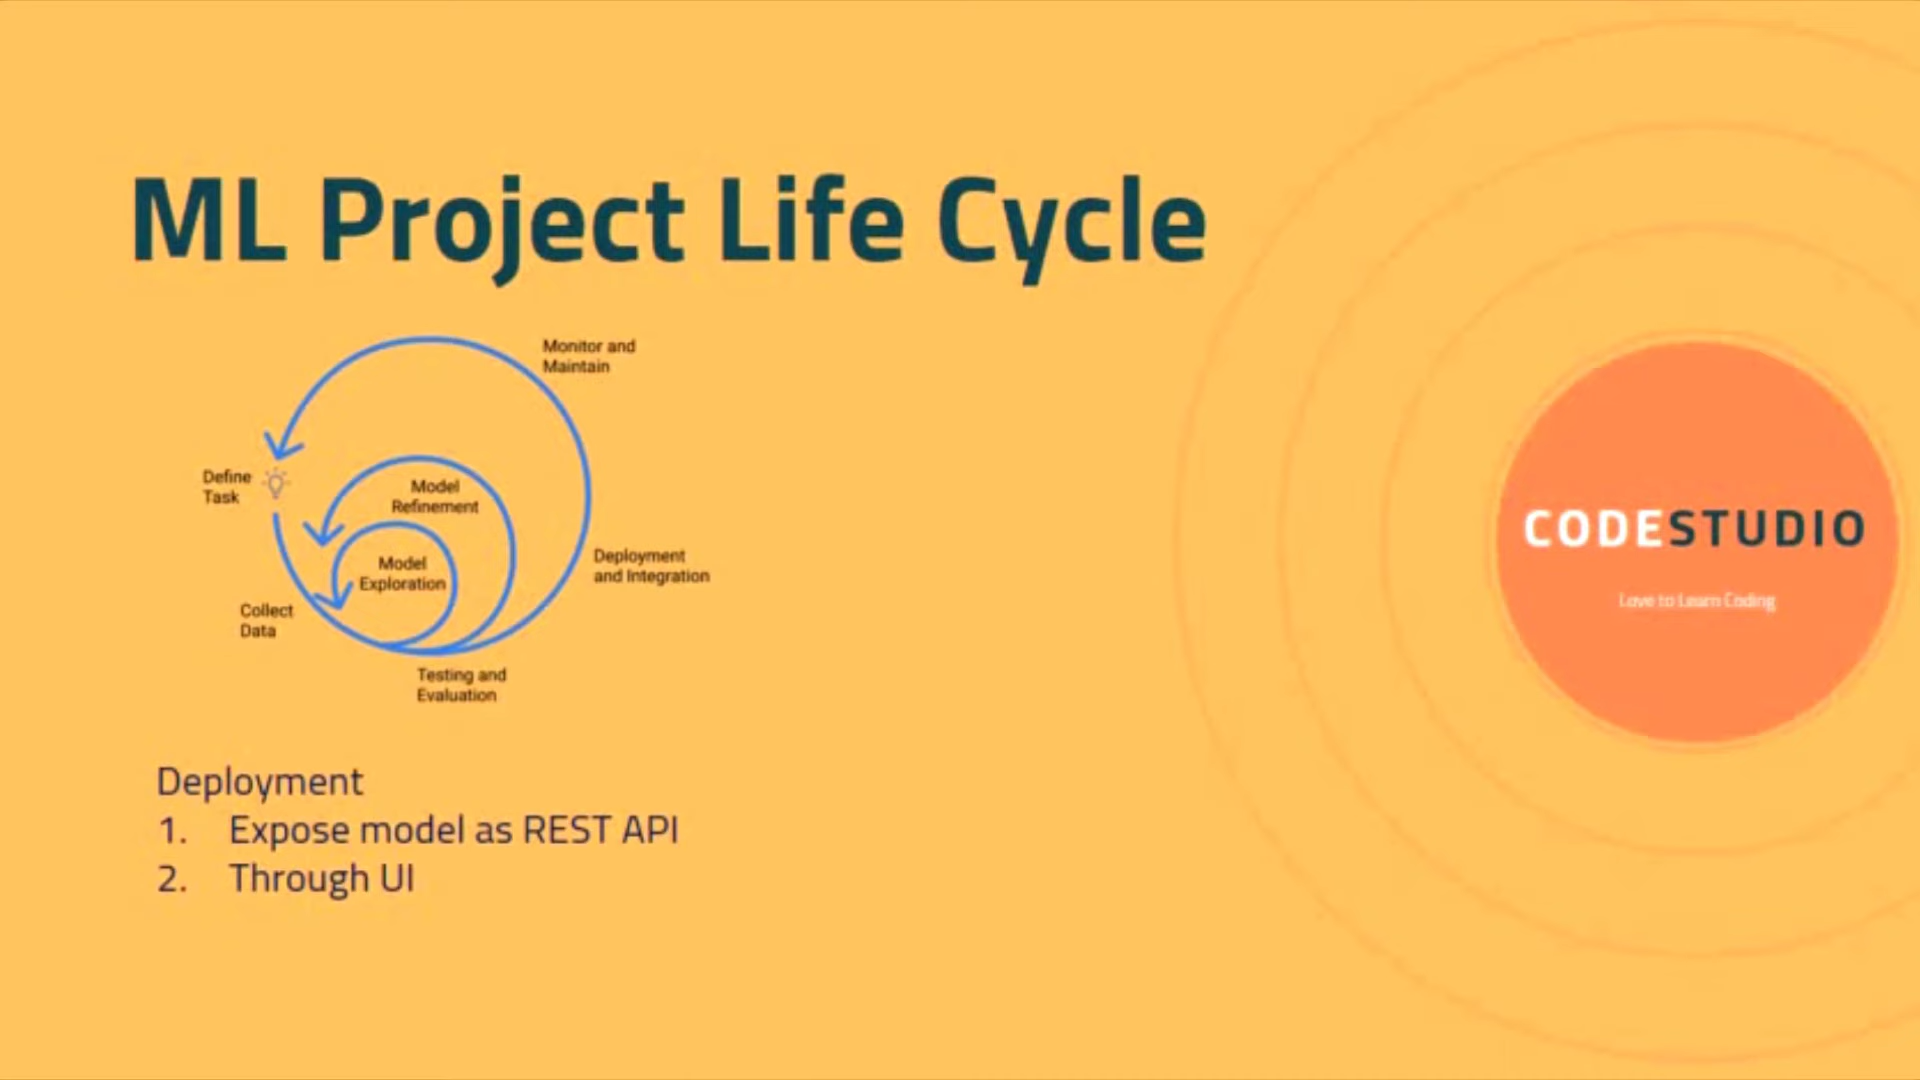 ML Project Life Cycle
Monitor and
Maintain
Define
Task
Model
Refinement
Model
Exploration
Deployment
and Integration
Collect
Data
Testing and
Evaluation
CODESTUDIO
Love to Learn Coding
Deployment
1. Expose model as REST API
2. Through UI